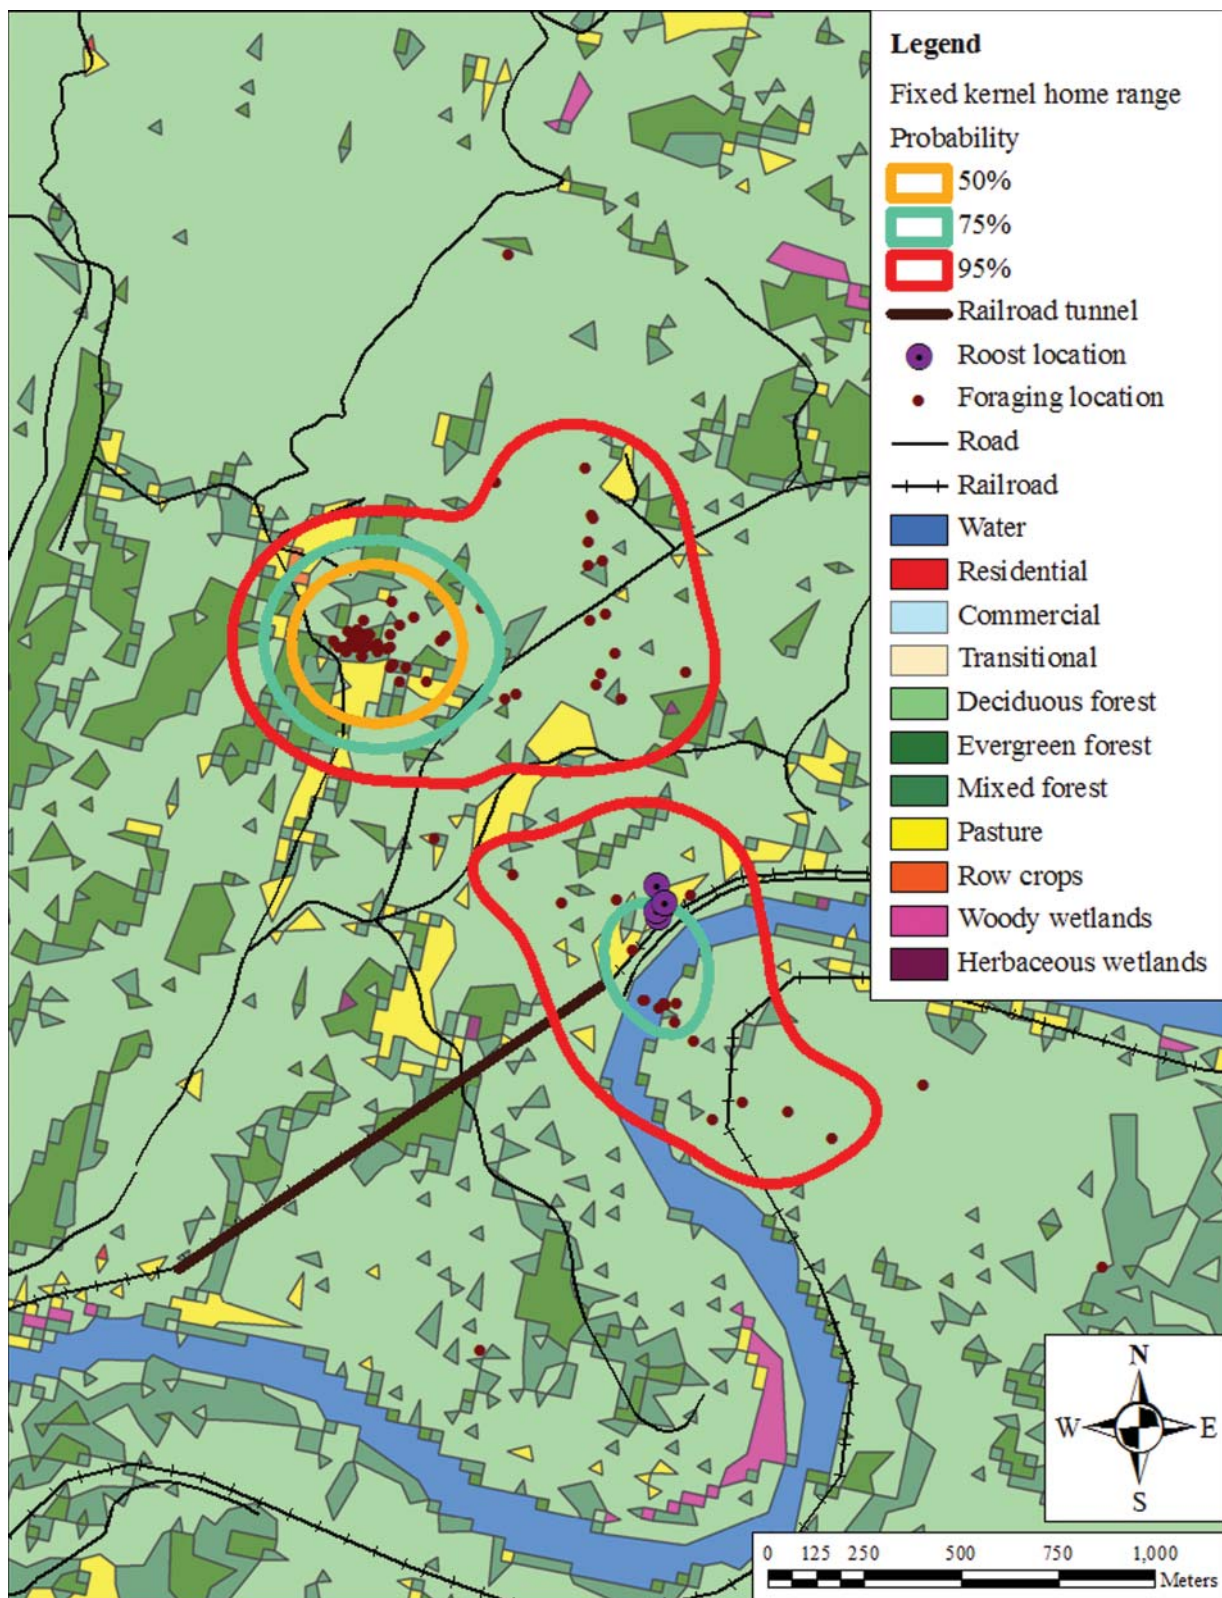 Legend
Fixed kernel home range
Probability
50%
75%
95%
Railroad tunnel
Roost location
Foraging location
Road
Railroad
Water
Residential
Commercial
Transitional
Deciduous forest
Evergreen forest
Mixed forest
Pasture
Row crops
Woody wetlands
Herbaceous wetlands
N
W E
S
0 125 250 500 750 1,000
Meters